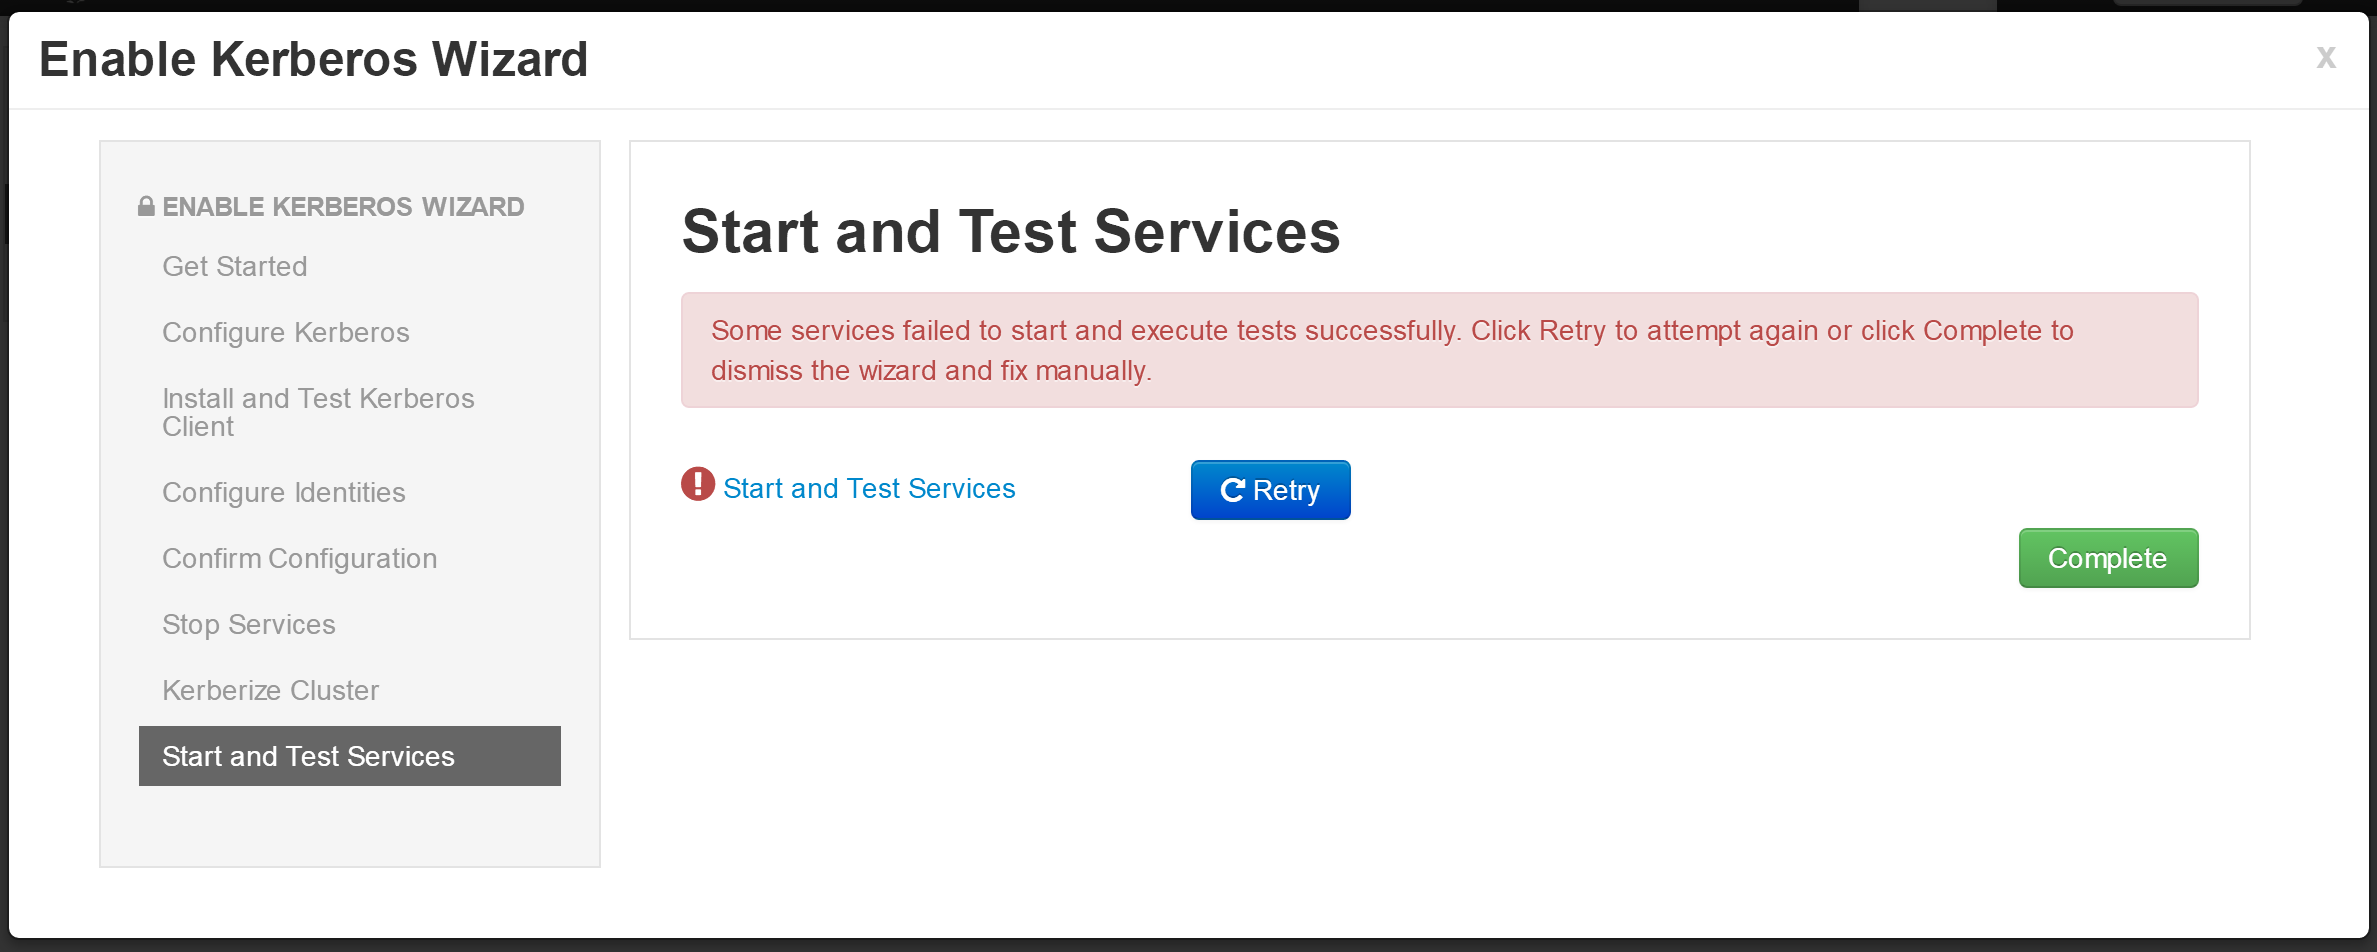 Enable Kerberos Wizard
x
ENABLE KERBEROS WIZARD
Get Started
Configure Kerberos
Install and Test Kerberos
Client
Configure Identities
Confirm Configuration
Stop Services
Kerberize Cluster
Start and Test Services
Start and Test Services
Some services failed to start and execute tests successfully. Click Retry to attempt again or click Complete to
dismiss the wizard and fix manually.
Start and Test Services
Retry
Complete